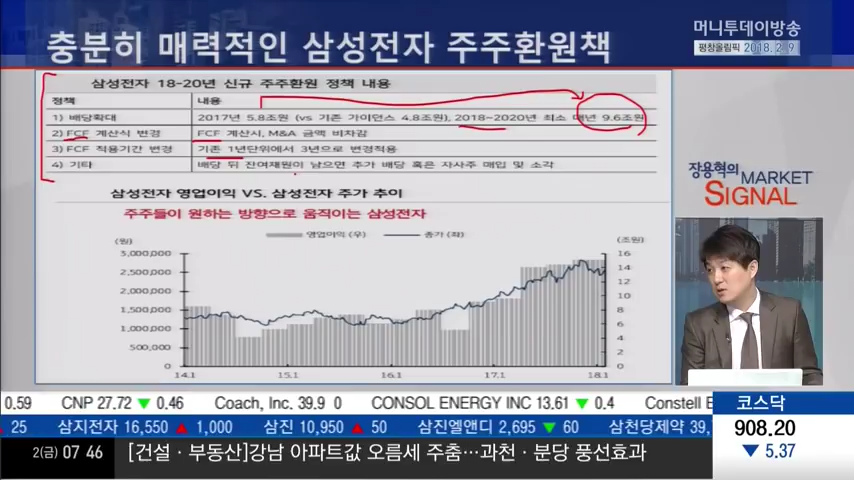 충분히 매력적인 삼성전자 주주환원책
머니투데이방송
평창올림픽 2018.2.9
삼성전자 18-20년 신규 주주환원 정책 내용
정책 내용
1) 배당확대 2017년 5.8조원 (vs 기존 가이던스 4.8조원), 2018-2020년 최소 매년 9.6조원
2) FCF 계산식 변경 FCF 계산시, M&A 금액 비차감
3) FCF 적용기간 변경 기존 1년단위에서 3년으로 변경적용
4) 기타 배당 뒤 잔여재원이 남으면 추가 배당 혹은 자사주 매입 및 소각
장용혁의 MARKET
SIGNAL
삼성전자 영업이익 VS. 삼성전자 주가 추이
주주들이 원하는 방향으로 움직이는 삼성전자
영업이익 (우) 종가 (좌)
(원) (조원)
3,000,000 16
2,500,000 14
2,000,000 12
1,500,000 10
1,000,000 8
500,000 6
0 4
2
0
14.1 15.1 16.1 17.1 18.1
0.59 CNP 27.72 ▼ 0.46 Coach, Inc. 39.9 0 CONSOL ENERGY INC 13.61 ▼ 0.4 Constell E
▲ 25 삼지전자 16,550 ▲ 1,000 삼진 10,950 ▲ 50 삼진엘앤디 2,695 ▼ 60 삼천당제약 39,
코스닥
908.20
▼ 5.37
2(금) 07 46 [건설·부동산]강남 아파트값 오름세 주춤…과천·분당 풍선효과